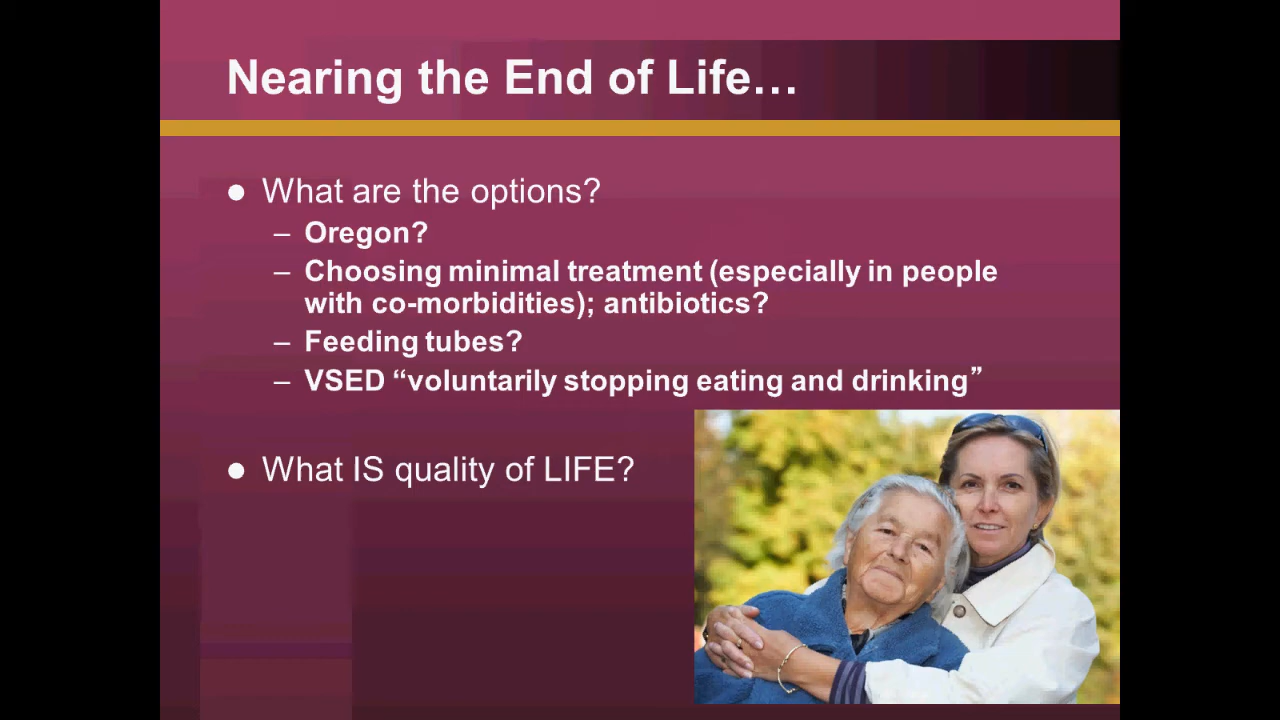 Nearing the End of Life…
● What are the options?
– Oregon?
– Choosing minimal treatment (especially in people
with co-morbidities); antibiotics?
– Feeding tubes?
– VSED “voluntarily stopping eating and drinking”
● What IS quality of LIFE?